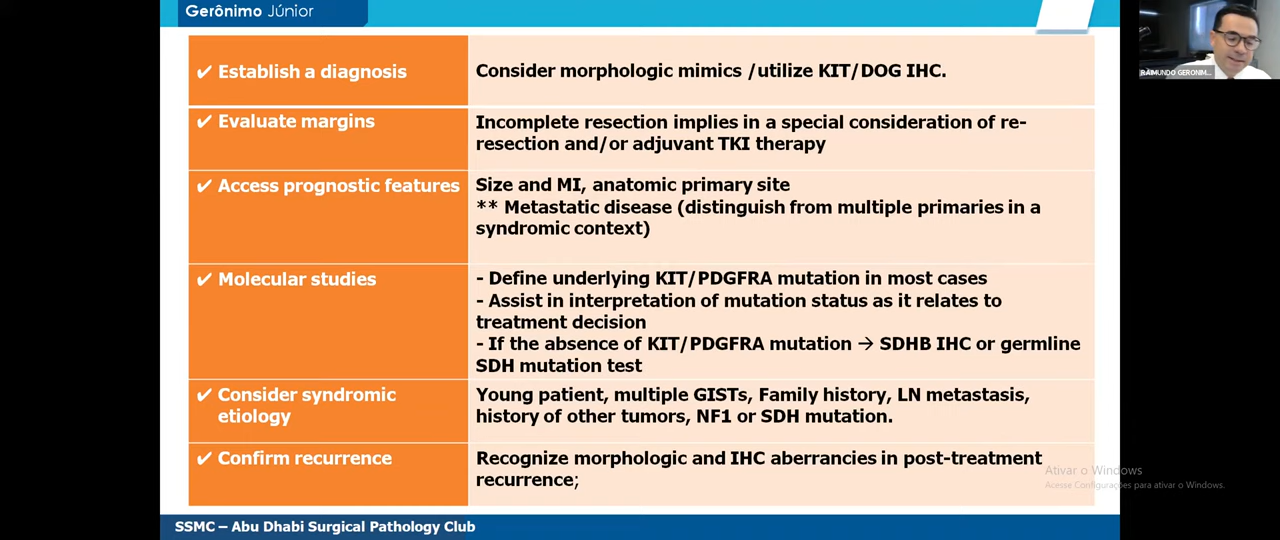 Gerônimo Júnior
✓ Establish a diagnosis
Consider morphologic mimics /utilize KIT/DOG IHC.
✓ Evaluate margins
Incomplete resection implies in a special consideration of re-
resection and/or adjuvant TKI therapy
✓ Access prognostic features
Size and MI, anatomic primary site
** Metastatic disease (distinguish from multiple primaries in a
syndromic context)
✓ Molecular studies
- Define underlying KIT/PDGFRA mutation in most cases
- Assist in interpretation of mutation status as it relates to
treatment decision
- If the absence of KIT/PDGFRA mutation → SDHB IHC or germline
SDH mutation test
✓ Consider syndromic
etiology
Young patient, multiple GISTs, Family history, LN metastasis,
history of other tumors, NF1 or SDH mutation.
✓ Confirm recurrence
Recognize morphologic and IHC aberrancies in post-treatment
recurrence;
SSMC – Abu Dhabi Surgical Pathology Club
RAIMUNDO GERONIM...
Ativar o Windows
Acesse Configurações para ativar o Windows.